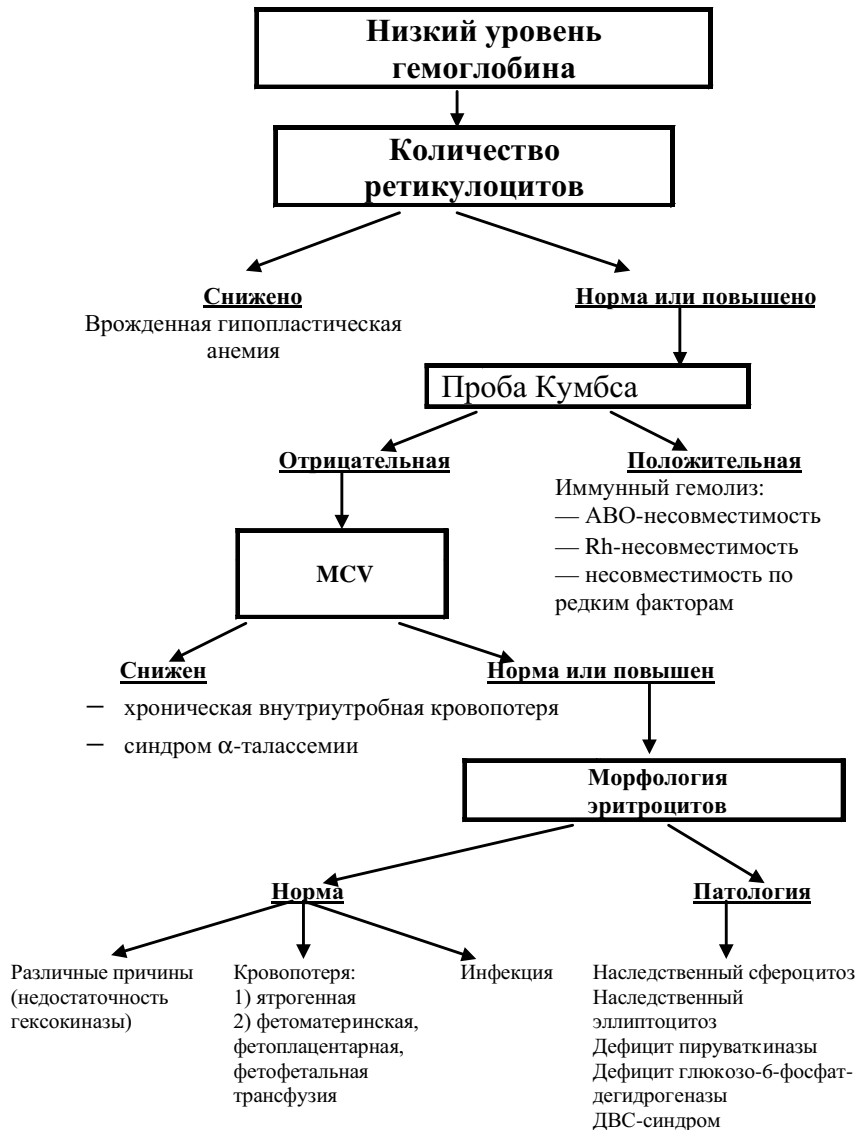 Низкий уровень
гемоглобина
Количество
ретикулоцитов
Снижено
Врожденная гипопластическая
анемия
Норма или повышено
Проба Кумбса
Отрицательная
Положительная
Иммунный гемолиз:
— АВО-несовместимость
— Rh-несовместимость
— несовместимость по
редким факторам
MCV
Снижен
— хроническая внутриутробная кровопотеря
— синдром α-талассемии
Норма или повышен
Морфология
эритроцитов
Норма
Патология
Различные причины
(недостаточность
гексокиназы)
Кровопотеря:
1) ятрогенная
2) фетоматеринская,
фетоплацентарная,
фетофетальная
трансфузия
Инфекция
Наследственный сфероцитоз
Наследственный
эллиптоцитоз
Дефицит пируваткиназы
Дефицит глюкозо-6-фосфат-
дегидрогеназы
ДВС-синдром